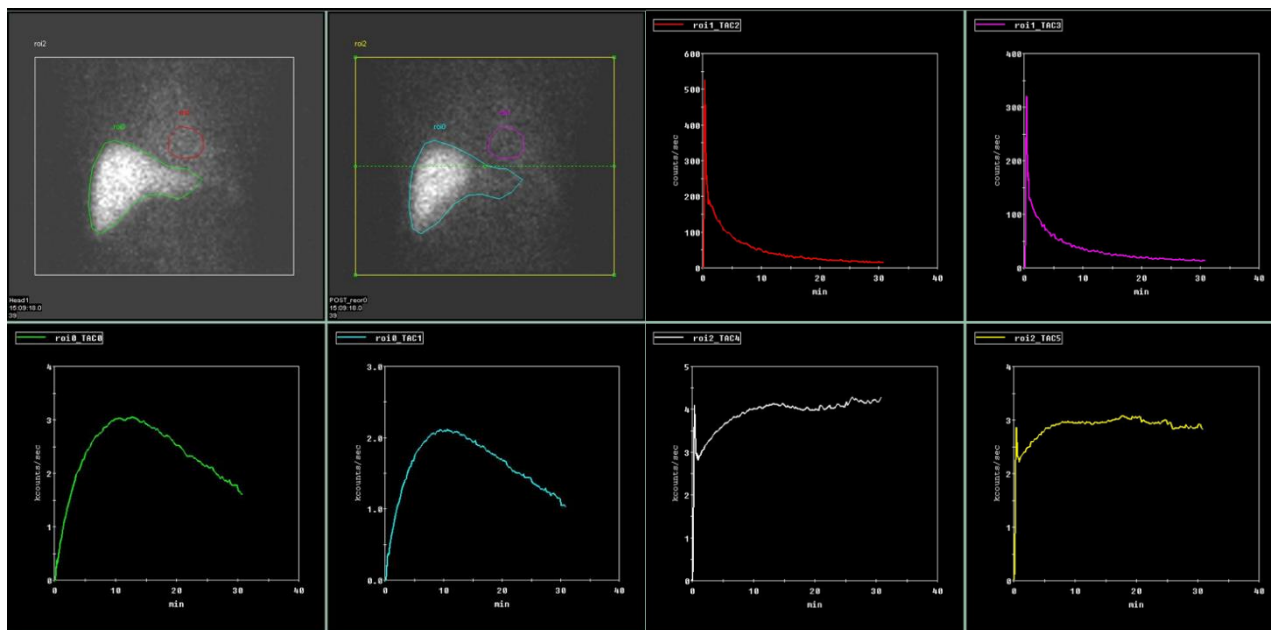 roi2
roi0
Head1
15:09:18.0
39
roi2
roi0
POST_reor0
15:09:18.0
39
roi1_TAC2
600
500
400
300
200
100
0
counts/sec
0 10 20 30 40
min
roi1_TAC3
400
300
200
100
0
counts/sec
0 10 20 30 40
min
roi0_TAC0
4
3
2
1
0
kcounts/sec
0 10 20 30 40
min
roi0_TAC1
3.0
2.0
1.0
0.0
kcounts/sec
0 10 20 30 40
min
roi2_TAC4
5
4
3
2
1
0
kcounts/sec
0 10 20 30 40
min
roi2_TAC5
4
3
2
1
0
kcounts/sec
0 10 20 30 40
min